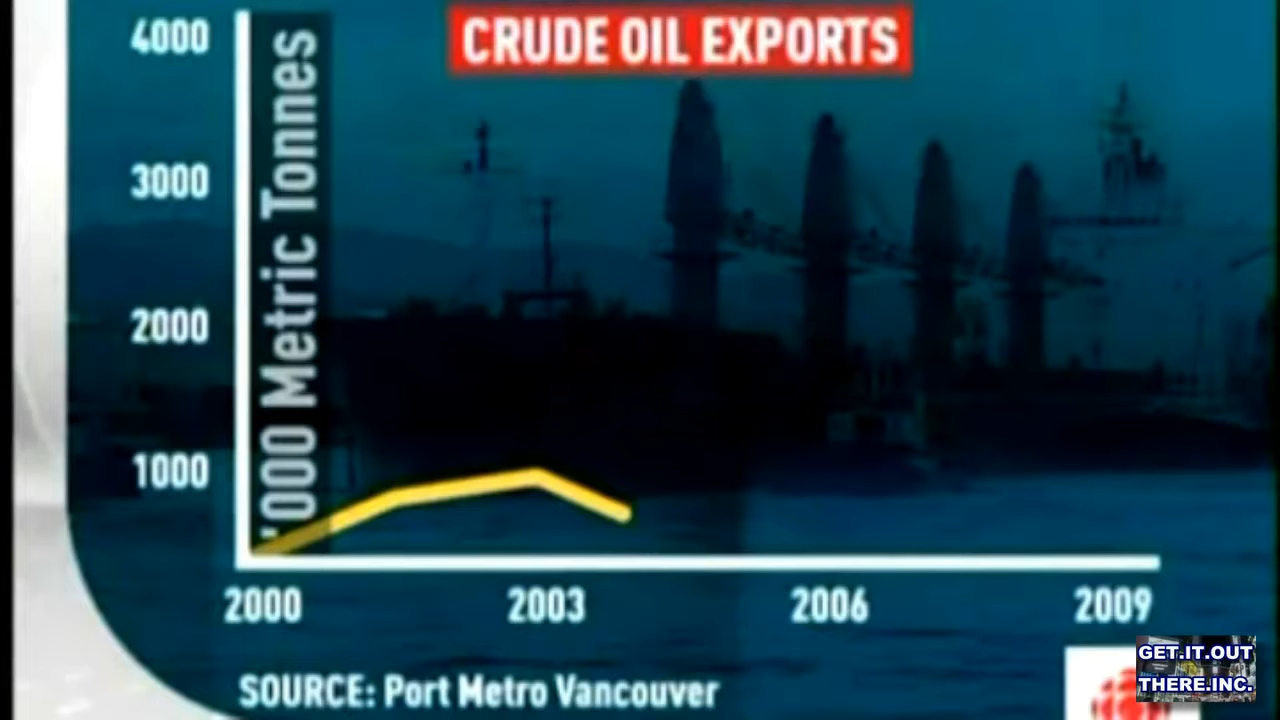 CRUDE OIL EXPORTS
4000
3000
2000
1000
'000 Metric Tonnes
2000 2003 2006 2009
SOURCE: Port Metro Vancouver
GET.IT.OUT
THERE.INC.